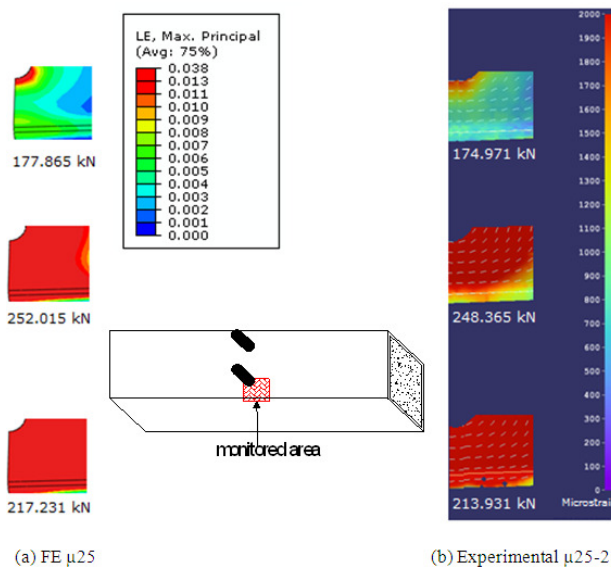 LE, Max. Principal
(Avg: 75%)
0.038
0.013
0.011
0.010
0.009
0.008
0.007
0.006
0.004
0.003
0.002
0.001
0.000
177.865 kN
252.015 kN
217.231 kN
monitored area
174.971 kN
248.365 kN
213.931 kN
2000
1900
1800
1700
1600
1500
1400
1300
1200
1100
1000
900
800
700
600
500
400
300
200
100
0
Microstrai
(a) FE µ25
(b) Experimental µ25-2